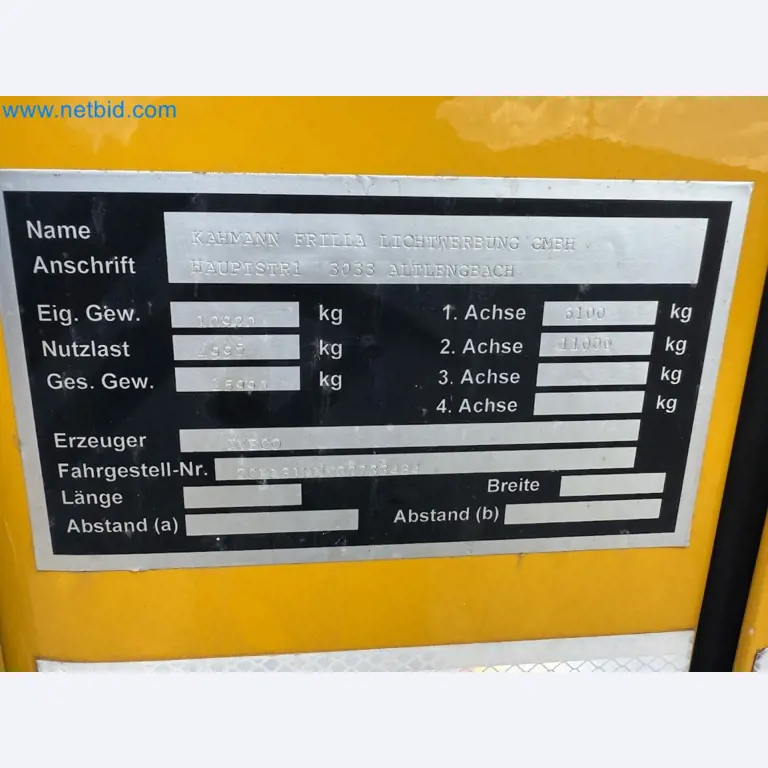 www.netbid.com
Name KAHMANN FRILLA LICHTWERBUNG GMBH
Anschrift HAUPTSTR1 3033 ALTLENGBACH
Eig. Gew. 10920 kg 1. Achse kg
Nutzlast kg 2. Achse 11000 kg
Ges. Gew. kg 3. Achse kg
4. Achse kg
Erzeuger IVECO
Fahrgestell-Nr.
Länge Breite
Abstand (a) Abstand (b)